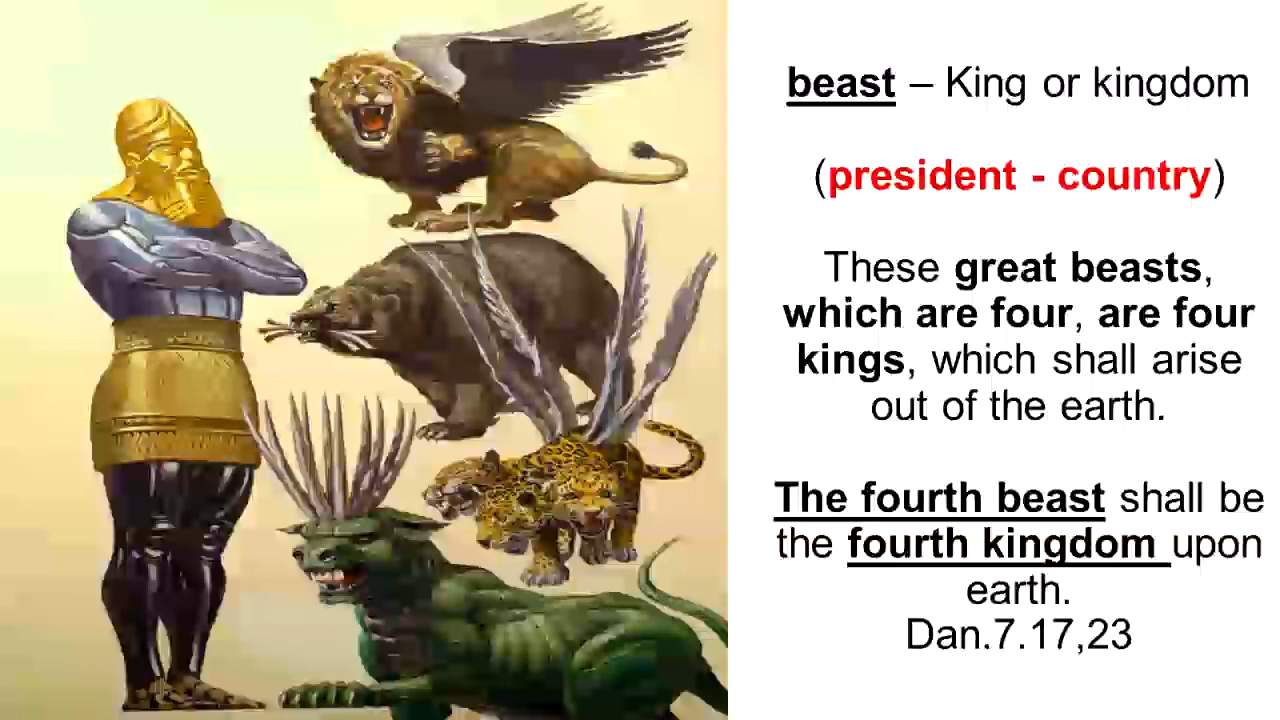 beast – King or kingdom
(president - country)
These great beasts,
which are four, are four
kings, which shall arise
out of the earth.
The fourth beast shall be
the fourth kingdom upon
earth.
Dan.7.17,23